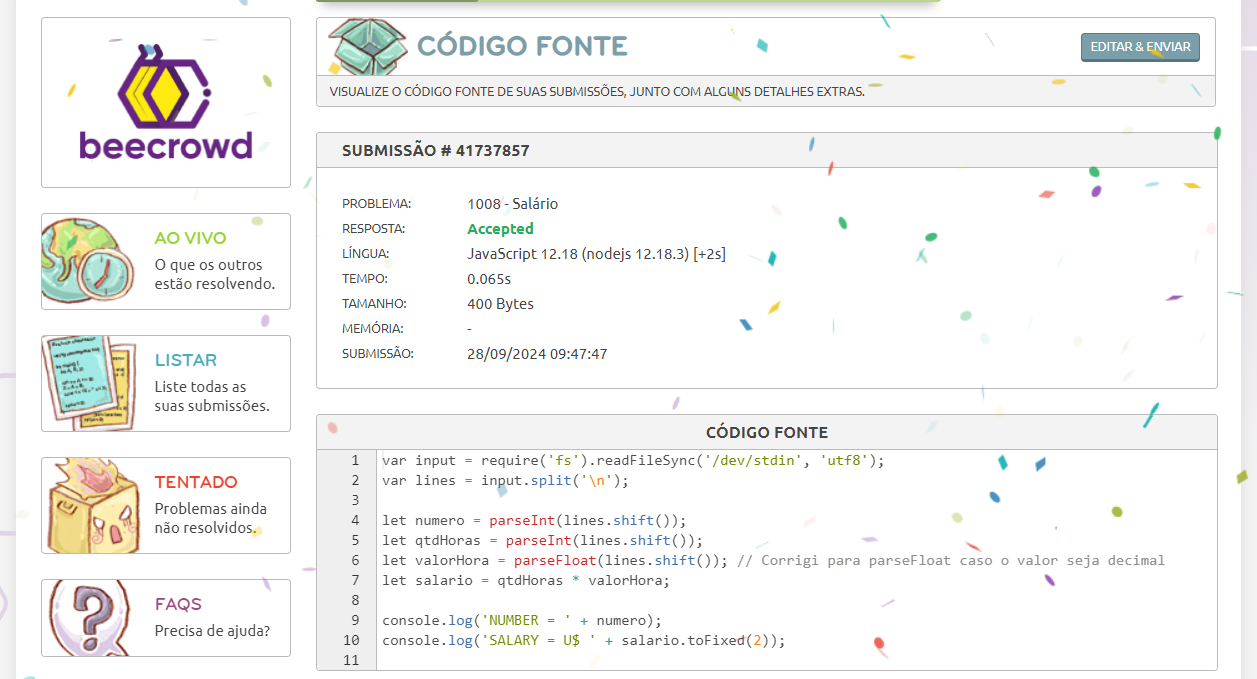 beecrowd
AO VIVO
O que os outros
estão resolvendo.
LISTAR
Liste todas as
suas submissões.
TENTADO
Problemas ainda
não resolvidos.
FAQS
Precisa de ajuda?
CÓDIGO FONTE
EDITAR & ENVIAR
VISUALIZE O CÓDIGO FONTE DE SUAS SUBMISSÕES, JUNTO COM ALGUNS DETALHES EXTRAS.
SUBMISSÃO # 41737857
PROBLEMA: 1008 - Salário
RESPOSTA: Accepted
LÍNGUA: JavaScript 12.18 (nodejs 12.18.3) [+2s]
TEMPO: 0.065s
TAMANHO: 400 Bytes
MEMÓRIA: -
SUBMISSÃO: 28/09/2024 09:47:47
CÓDIGO FONTE
1 var input = require('fs').readFileSync('/dev/stdin', 'utf8');
2 var lines = input.split('\n');
3
4 let numero = parseInt(lines.shift());
5 let qtdHoras = parseInt(lines.shift());
6 let valorHora = parseFloat(lines.shift()); // Corrigi para parseFloat caso o valor seja decimal
7 let salario = qtdHoras * valorHora;
8
9 console.log('NUMBER = ' + numero);
10 console.log('SALARY = U$ ' + salario.toFixed(2));
11